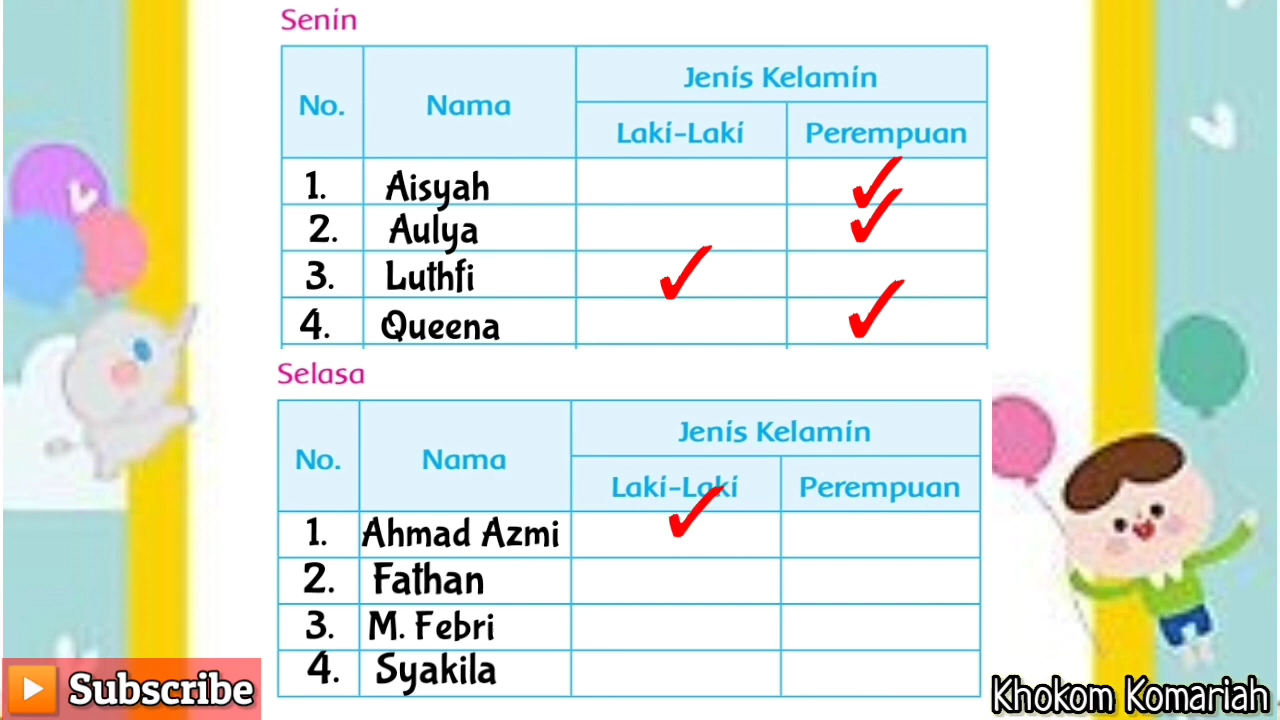 Senin
No. Nama Jenis Kelamin
Laki-Laki Perempuan
1. Aisyah ✓
2. Aulya ✓
3. Luthfi ✓
4. Queena ✓
Selasa
No. Nama Jenis Kelamin
Laki-Laki Perempuan
1. Ahmad Azmi ✓
2. Fathan
3. M. Febri
4. Syakila
Subscribe
Khokom Komariah